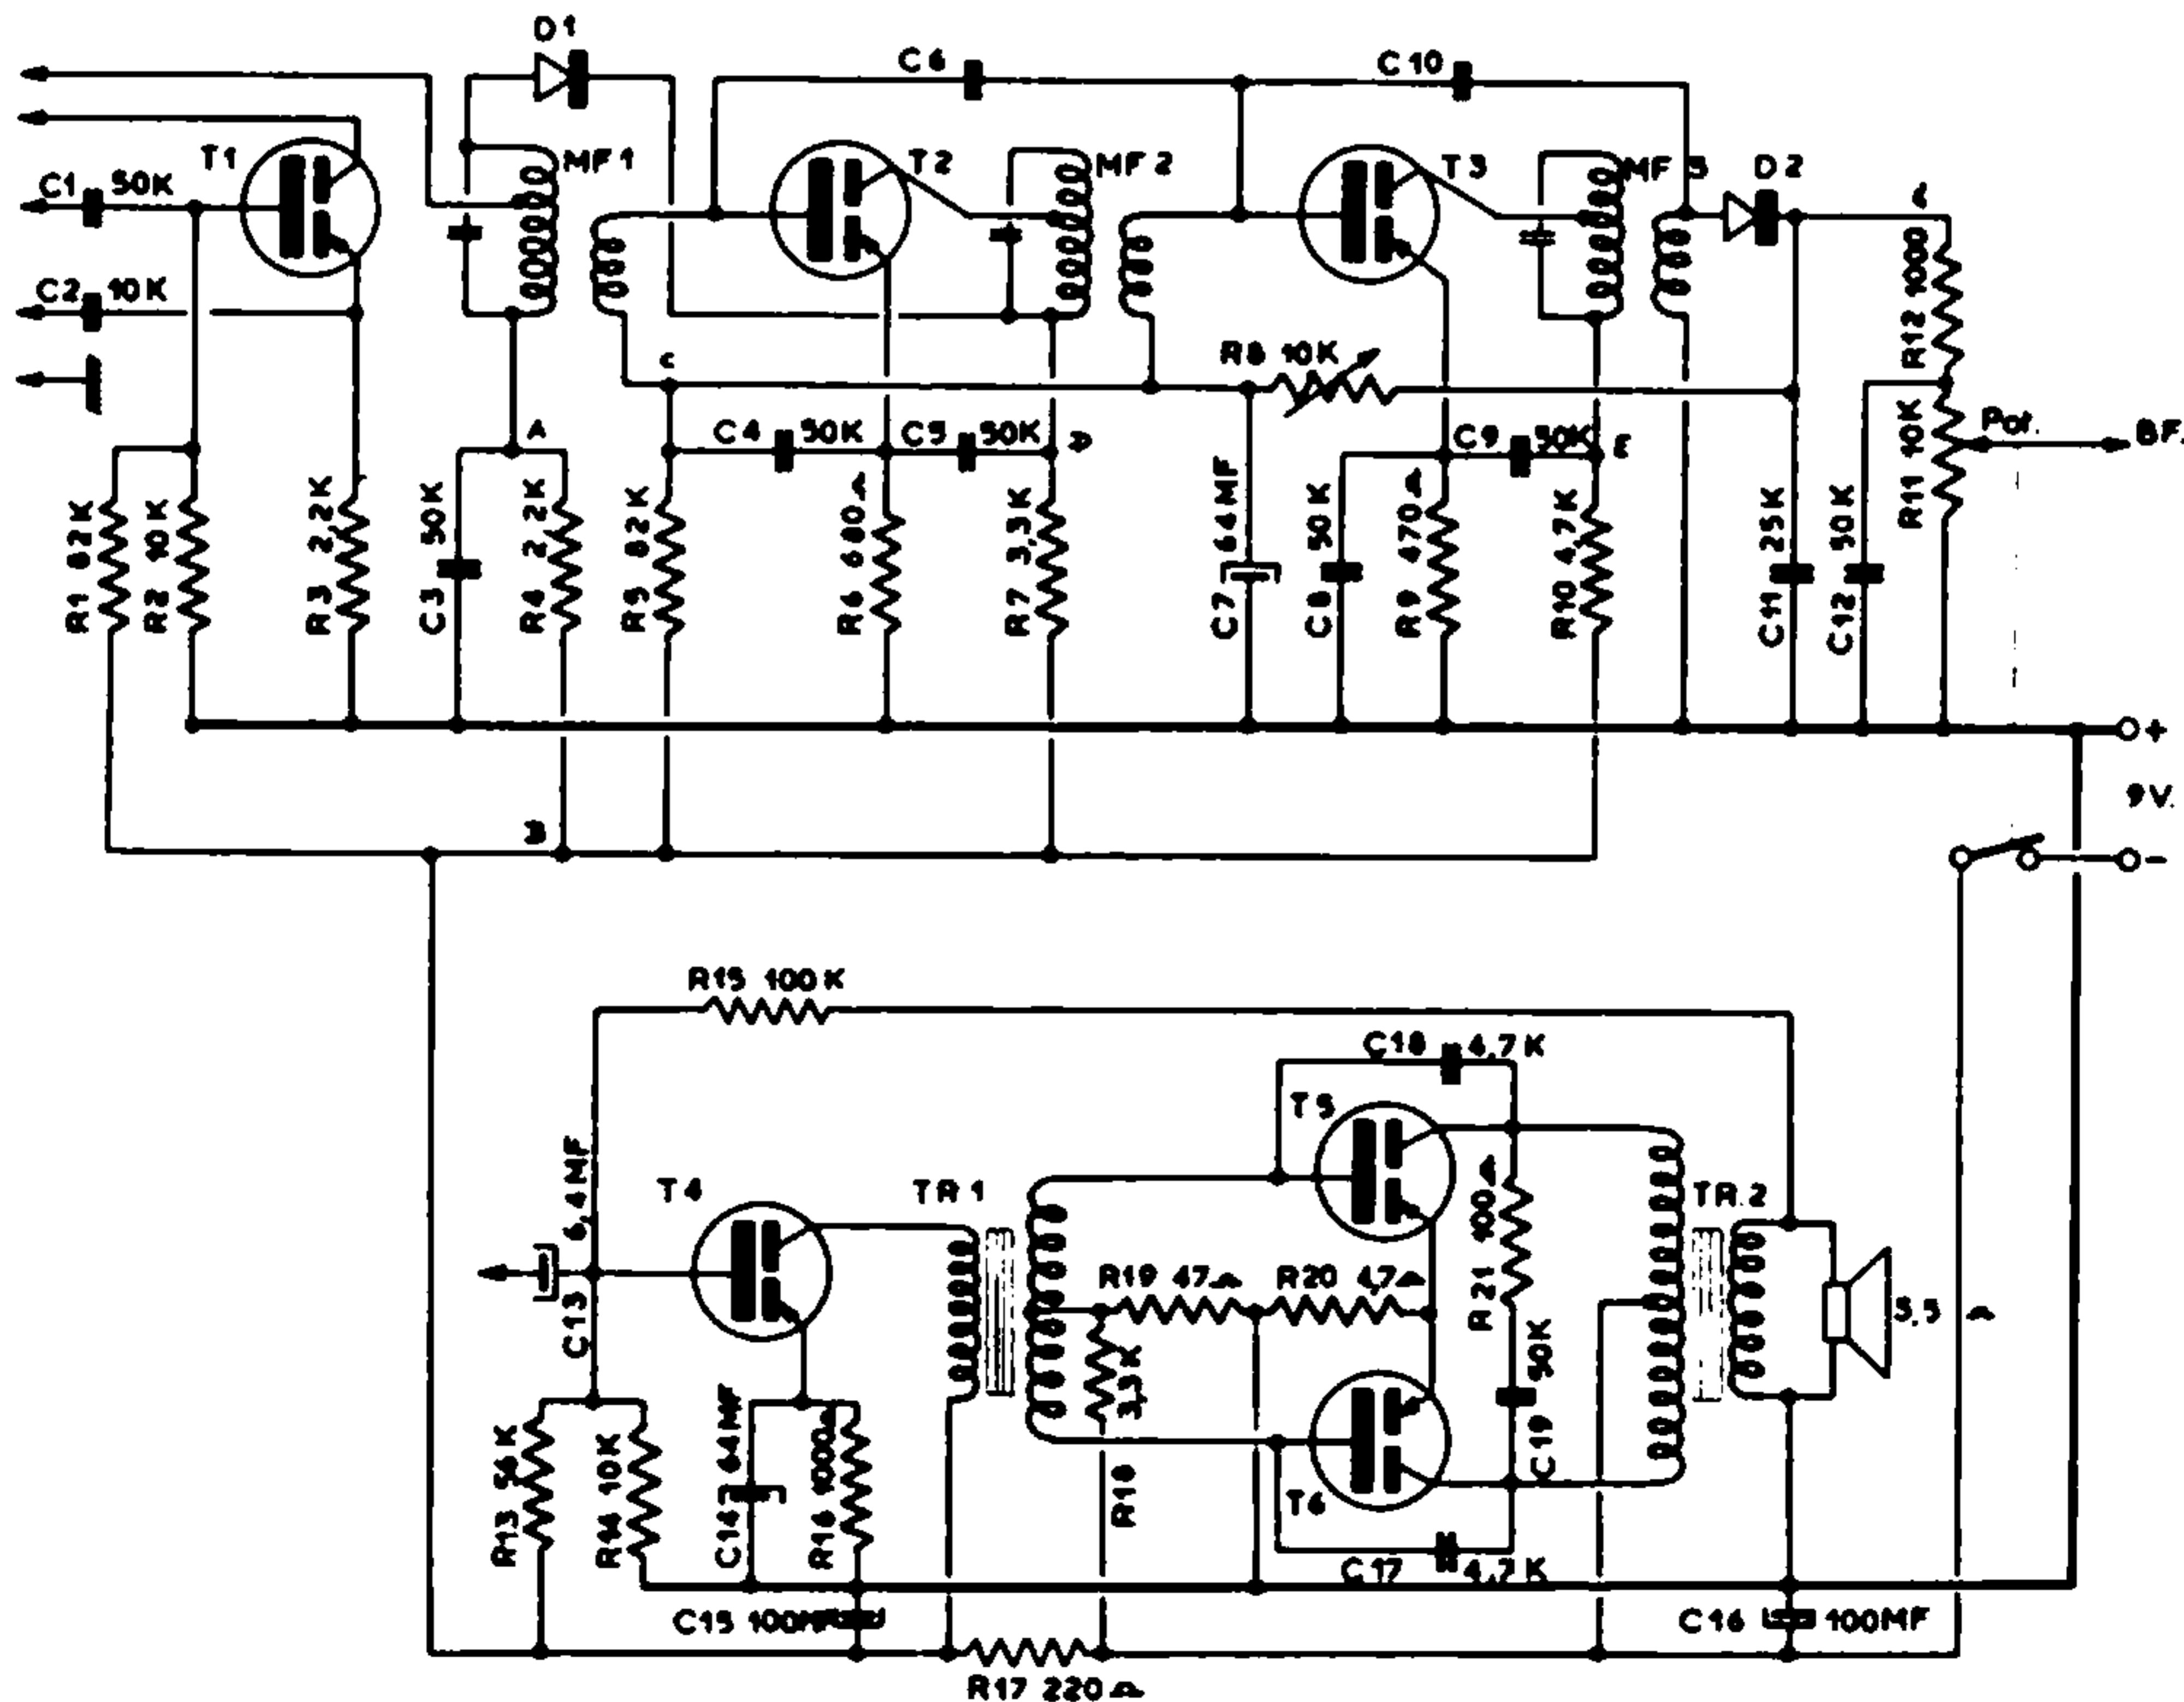 D1
C6
C10
T1
MF1
T2
MF2
T3
MF3
D2
C1 50K
C2 10K
R12 1000
R8 10K
C
A
C4 50K
C5 50K
D
C9 50K
E
Pot.
BF.
R1 82K
R2 10K
R3 2,2K
C3 50K
R4 2,2K
R5 82K
R6 680
R7 3,3K
C7 64MF
C8 50K
R9 470
R10 4,7K
C11 25K
C12 50K
R11 10K
+
9V.
B
-
R15 100K
C18 4,7K
T5
6,4MF
C13
T4
TR1
R19 47
R20 4,7
R21 100
TR.2
3,3K
R18
50K
C19
T6
R13 56K
R14 10K
C14 64MF
R16 1000
C17 4,7K
C15 100MF
C16 100MF
R17 220